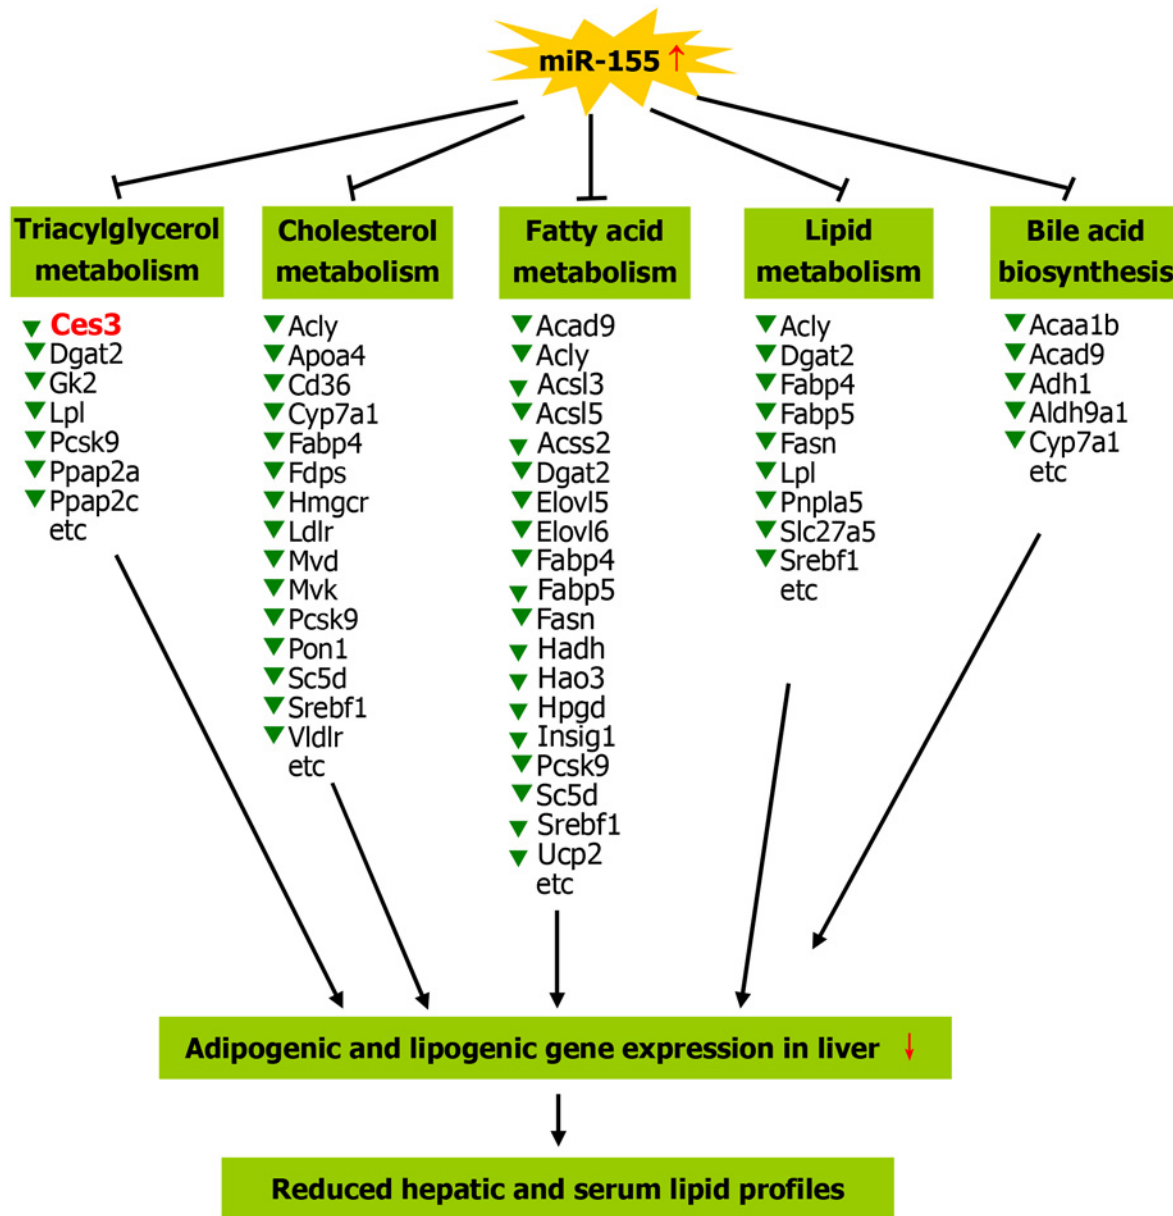 miR-155 ↑
Triacylglycerol
metabolism
Ces3
Dgat2
Gk2
Lpl
Pcsk9
Ppap2a
Ppap2c
etc
Cholesterol
metabolism
Acly
Apoa4
Cd36
Cyp7a1
Fabp4
Fdps
Hmgcr
Ldlr
Mvd
Mvk
Pcsk9
Pon1
Sc5d
Srebf1
Vldlr
etc
Fatty acid
metabolism
Acad9
Acly
Acsl3
Acsl5
Acss2
Dgat2
Elovl5
Elovl6
Fabp4
Fabp5
Fasn
Hadh
Hao3
Hpgd
Insig1
Pcsk9
Sc5d
Srebf1
Ucp2
etc
Lipid
metabolism
Acly
Dgat2
Fabp4
Fabp5
Fasn
Lpl
Pnpla5
Slc27a5
Srebf1
etc
Bile acid
biosynthesis
Acaa1b
Acad9
Adh1
Aldh9a1
Cyp7a1
etc
Adipogenic and lipogenic gene expression in liver ↓
Reduced hepatic and serum lipid profiles